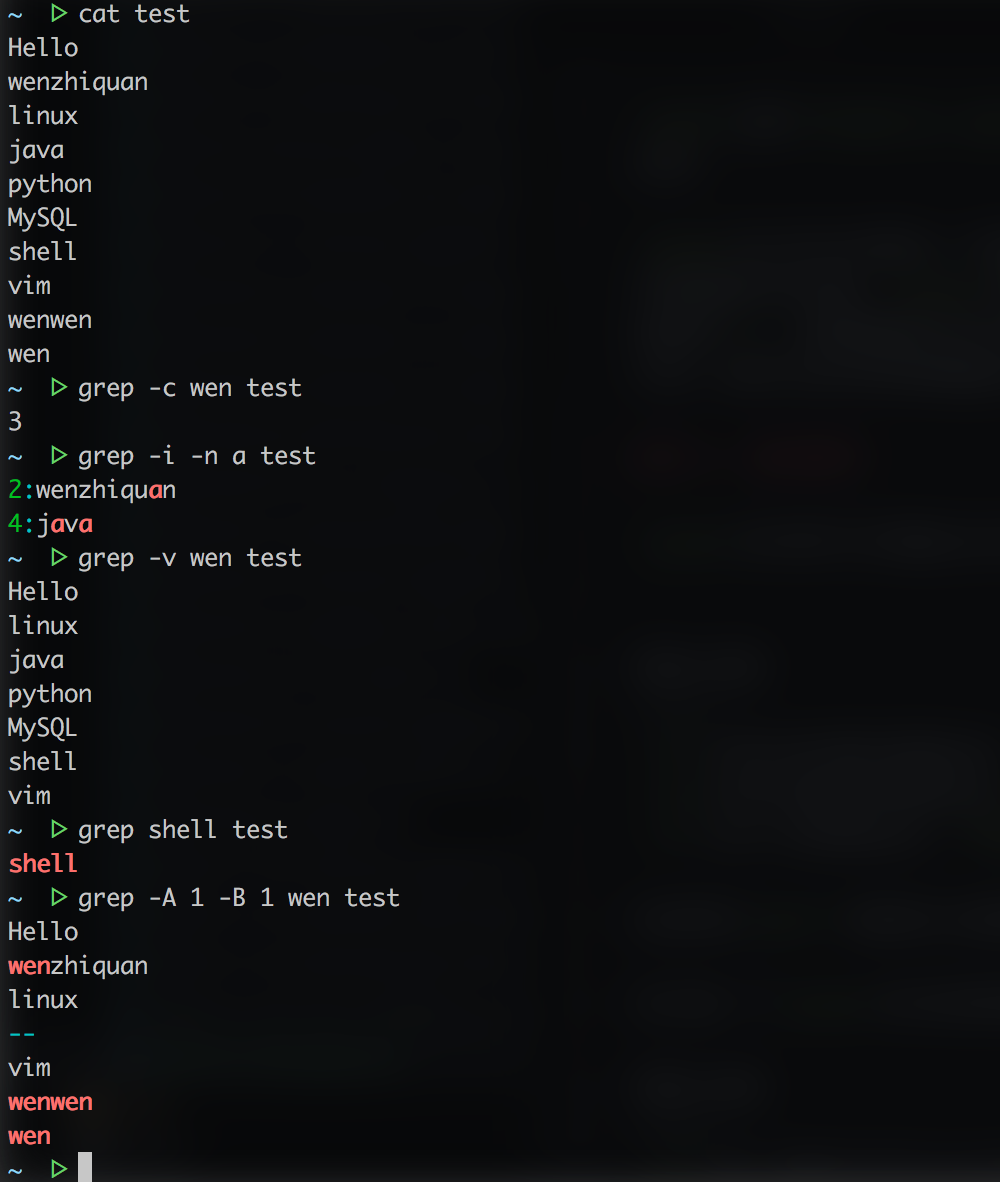 ~ ▷ cat test
Hello
wenzhiquan
linux
java
python
MySQL
shell
vim
wenwen
wen
~ ▷ grep -c wen test
3
~ ▷ grep -i -n a test
2:wenzhiquan
4:java
~ ▷ grep -v wen test
Hello
linux
java
python
MySQL
shell
vim
~ ▷ grep shell test
shell
~ ▷ grep -A 1 -B 1 wen test
Hello
wenzhiquan
linux
--
vim
wenwen
wen
~ ▷